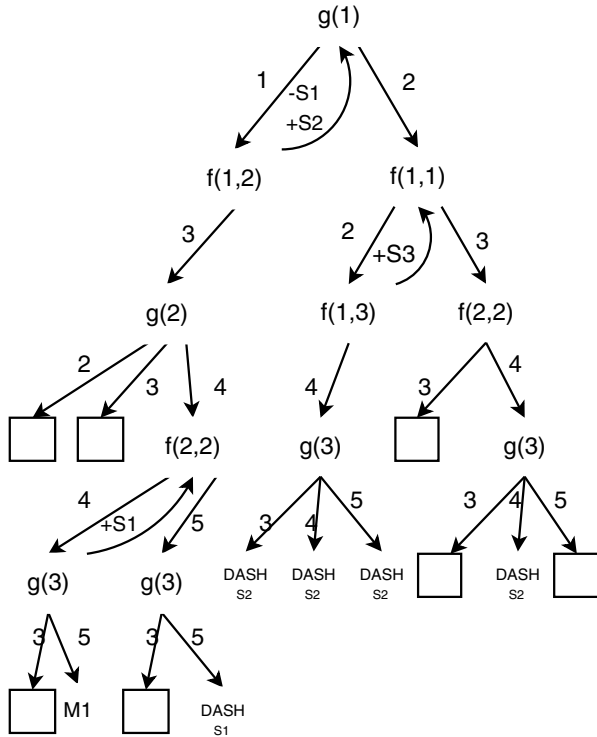 g(1)
1
-S1
+S2
2
f(1,2)
f(1,1)
3
2
+S3
3
g(2)
f(1,3)
f(2,2)
2
3
4
4
3
4
f(2,2)
g(3)
g(3)
4
+S1
5
3
4
5
3
4
5
g(3)
g(3)
DASH
S2
DASH
S2
DASH
S2
DASH
S2
3
5
3
5
M1
DASH
S1